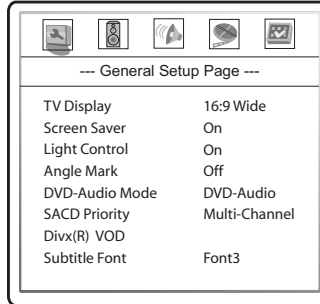 --- General Setup Page ---
TV Display 16:9 Wide
Screen Saver On
Light Control On
Angle Mark Off
DVD-Audio Mode DVD-Audio
SACD Priority Multi-Channel
Divx(R) VOD
Subtitle Font Font3